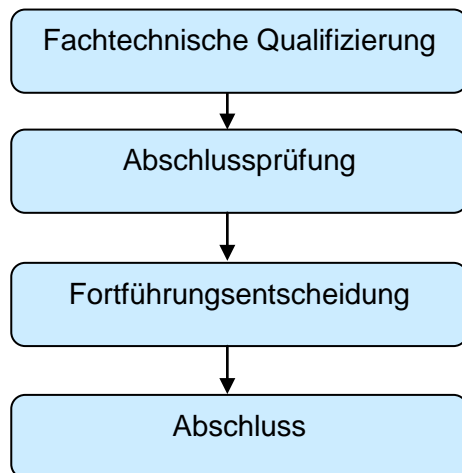 Fachtechnische Qualifizierung
Abschlussprüfung
Fortführungsentscheidung
Abschluss